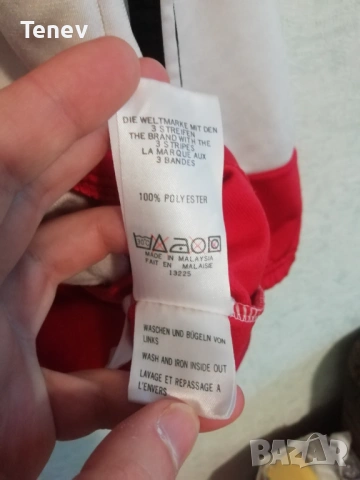 Tenev
DIE WELTMARKE MIT DEN
3 STREIFEN
THE BRAND WITH THE
3 STRIPES
LA MARQUE AUX
3 BANDES
100% POLYESTER
MADE IN MALAYSIA
FAIT EN MALAISIE
13225
WASCHEN UND BÜGELN VON
LINKS
WASH AND IRON INSIDE OUT
LAVAGE ET REPASSAGE A
L'ENVERS
BAZAR